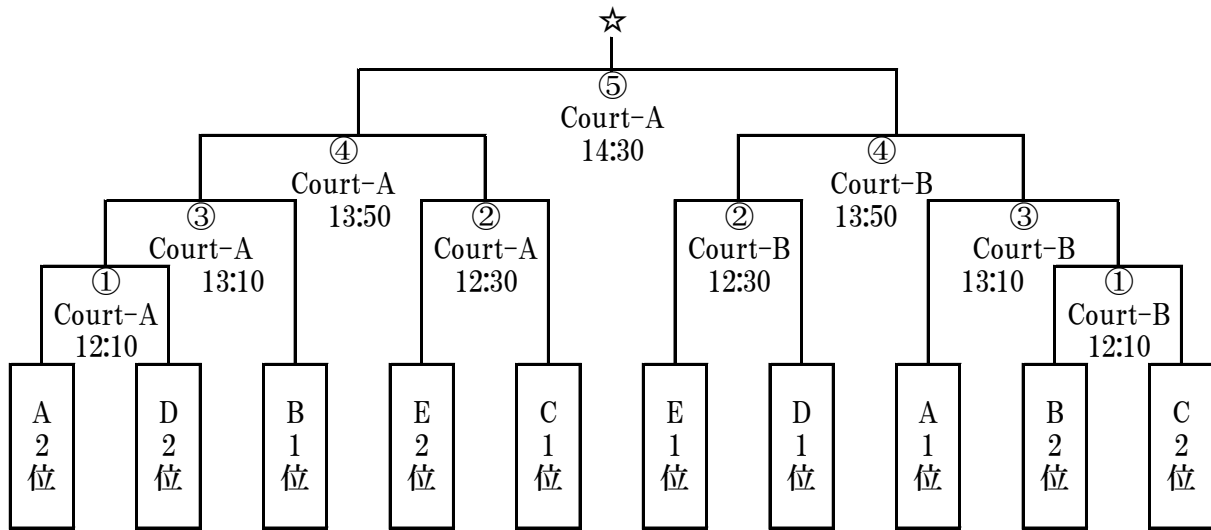 ☆
⑤
Court-A
14:30
④
Court-A
13:50
④
Court-B
13:50
③
Court-A
13:10
②
Court-A
12:30
②
Court-B
12:30
③
Court-B
13:10
①
Court-A
12:10
①
Court-B
12:10
A2位
D2位
B1位
E2位
C1位
E1位
D1位
A1位
B2位
C2位